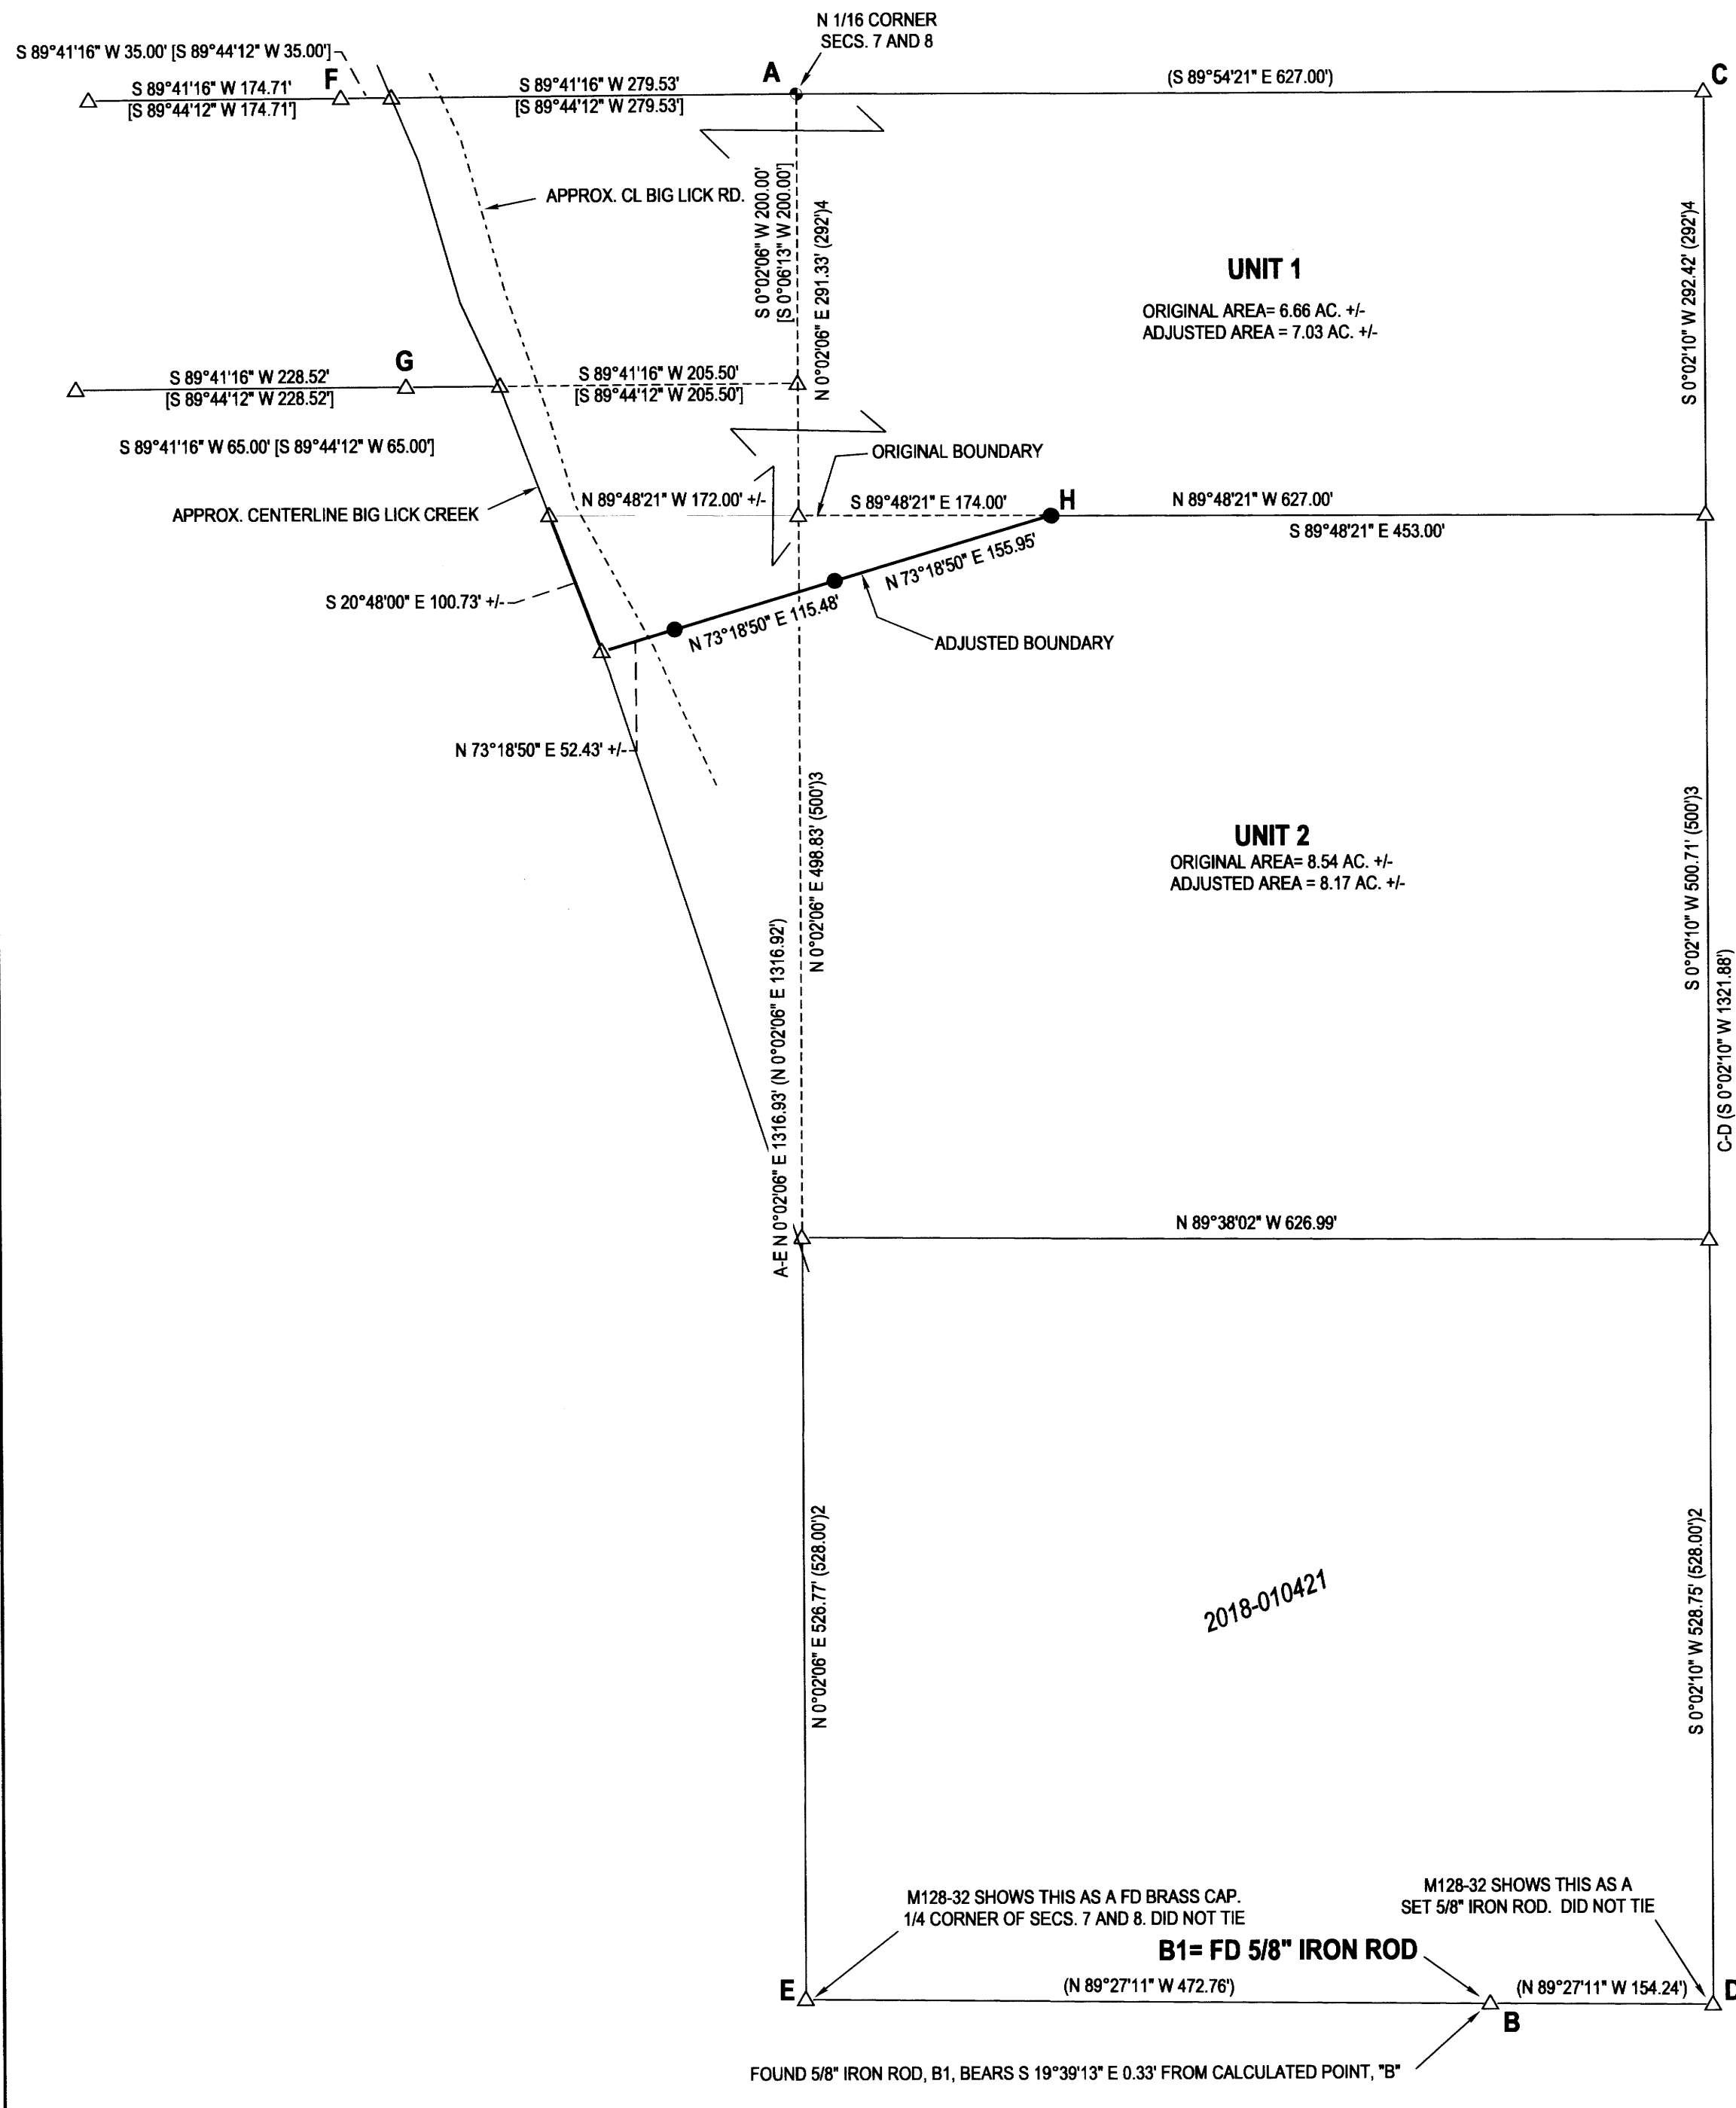 N 1/16 CORNER
SECS. 7 AND 8
S 89°41'16" W 35.00' [S 89°44'12" W 35.00']
F
S 89°41'16" W 174.71'
[S 89°44'12" W 174.71']
S 89°41'16" W 279.53'
[S 89°44'12" W 279.53']
A
(S 89°54'21" E 627.00')
C
APPROX. CL BIG LICK RD.
S 0°02'06" W 200.00'
[S 0°06'13" W 200.00']
N 0°02'06" E 291.33' (292')4
S 0°02'10" W 292.42' (292')4
UNIT 1
ORIGINAL AREA= 6.66 AC. +/-
ADJUSTED AREA = 7.03 AC. +/-
G
S 89°41'16" W 228.52'
[S 89°44'12" W 228.52']
S 89°41'16" W 205.50'
[S 89°44'12" W 205.50']
S 89°41'16" W 65.00' [S 89°44'12" W 65.00']
ORIGINAL BOUNDARY
APPROX. CENTERLINE BIG LICK CREEK
N 89°48'21" W 172.00' +/-
S 89°48'21" E 174.00'
H
N 89°48'21" W 627.00'
S 89°48'21" E 453.00'
N 73°18'50" E 155.95'
S 20°48'00" E 100.73' +/-
N 73°18'50" E 115.48'
ADJUSTED BOUNDARY
N 73°18'50" E 52.43' +/-
N 0°02'06" E 498.83' (500')3
S 0°02'10" W 500.71' (500')3
UNIT 2
ORIGINAL AREA= 8.54 AC. +/-
ADJUSTED AREA = 8.17 AC. +/-
A-E N 0°02'06" E 1316.93' (N 0°02'06" E 1316.92')
C-D (S 0°02'10" W 1321.88')
N 89°38'02" W 626.99'
N 0°02'06" E 526.77' (528.00')2
S 0°02'10" W 528.75' (528.00')2
2018-010421
M128-32 SHOWS THIS AS A FD BRASS CAP.
1/4 CORNER OF SECS. 7 AND 8. DID NOT TIE
M128-32 SHOWS THIS AS A
SET 5/8" IRON ROD. DID NOT TIE
B1= FD 5/8" IRON ROD
E
(N 89°27'11" W 472.76')
(N 89°27'11" W 154.24')
D
B
FOUND 5/8" IRON ROD, B1, BEARS S 19°39'13" E 0.33' FROM CALCULATED POINT, "B"